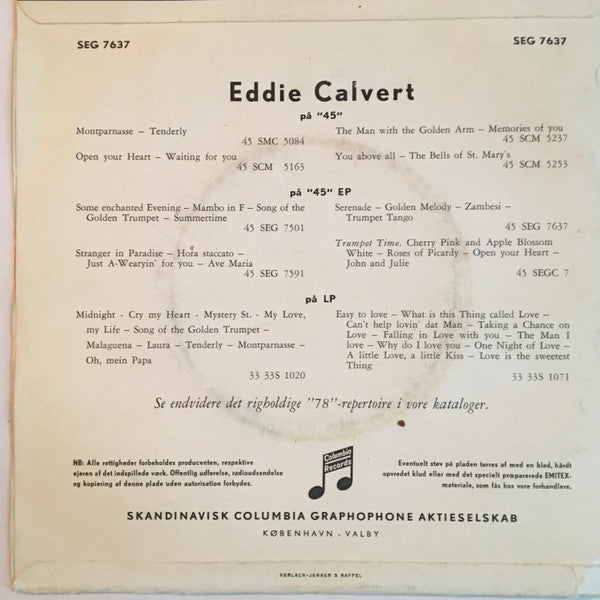 SEG 7637
SEG 7637
Eddie Calvert
på "45"
Montparnasse – Tenderly
45 SMC 5084
Open your Heart – Waiting for you
45 SCM 5163
The Man with the Golden Arm – Memories of you
45 SCM 5237
You above all – The Bells of St. Mary's
45 SCM 5253
på "45" EP
Some enchanted Evening – Mambo in F – Song of the
Golden Trumpet – Summertime
45 SEG 7501
Stranger in Paradise – Hora staccato –
Just A-Wearyin' for you – Ave Maria
45 SEG 7591
Serenade – Golden Melody – Zambesi –
Trumpet Tango
45 SEG 7637
Trumpet Time. Cherry Pink and Apple Blossom
White – Roses of Picardy – Open your Heart –
John and Julie
45 SEGC 7
på LP
Midnight - Cry my Heart - Mystery St. - My Love,
my Life – Song of the Golden Trumpet –
Malaguena – Laura – Tenderly – Montparnasse –
Oh, mein Papa
33 33S 1020
Easy to love – What is this Thing called Love –
Can't help lovin' dat Man – Taking a Chance on
Love – Falling in Love with you – The Man I
love – Why do I love you – One Night of Love –
A little Love, a little Kiss – Love is the sweetest
Thing
33 33S 1071
Se endvidere det righoldige "78"-repertoire i vore kataloger.
NB: Alle rettigheder forbeholdes producenten, respektive
ejeren af det indspillede værk. Offentlig udførelse, radioudsendelse
og kopiering af denne plade uden autorisation forbydes.
Columbia
Records
Eventuelt støv på pladen tørres af med en blød, hårdt
opvredet klud eller med det specielt præparerede EMITEX-
materiale, som fås hos vore forhandlere.
SKANDINAVISK COLUMBIA GRAPHOPHONE AKTIESELSKAB
KØBENHAVN - VALBY
GERLACH-JENSEN & RAFFEL